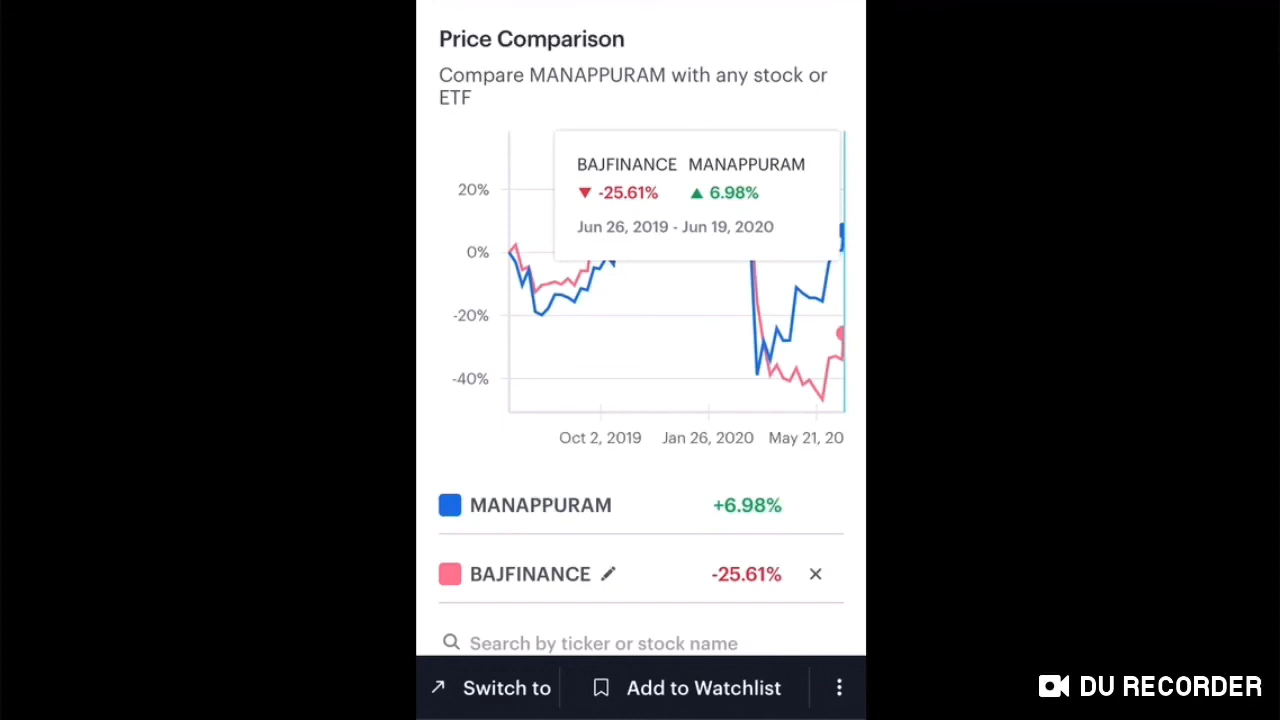 Price Comparison
Compare MANAPPURAM with any stock or
ETF
BAJFINANCE MANAPPURAM
▼ -25.61% ▲ 6.98%
Jun 26, 2019 - Jun 19, 2020
20%
0%
-20%
-40%
Oct 2, 2019 Jan 26, 2020 May 21, 20
MANAPPURAM +6.98%
BAJFINANCE -25.61% ×
Search by ticker or stock name
Switch to Add to Watchlist
DU RECORDER